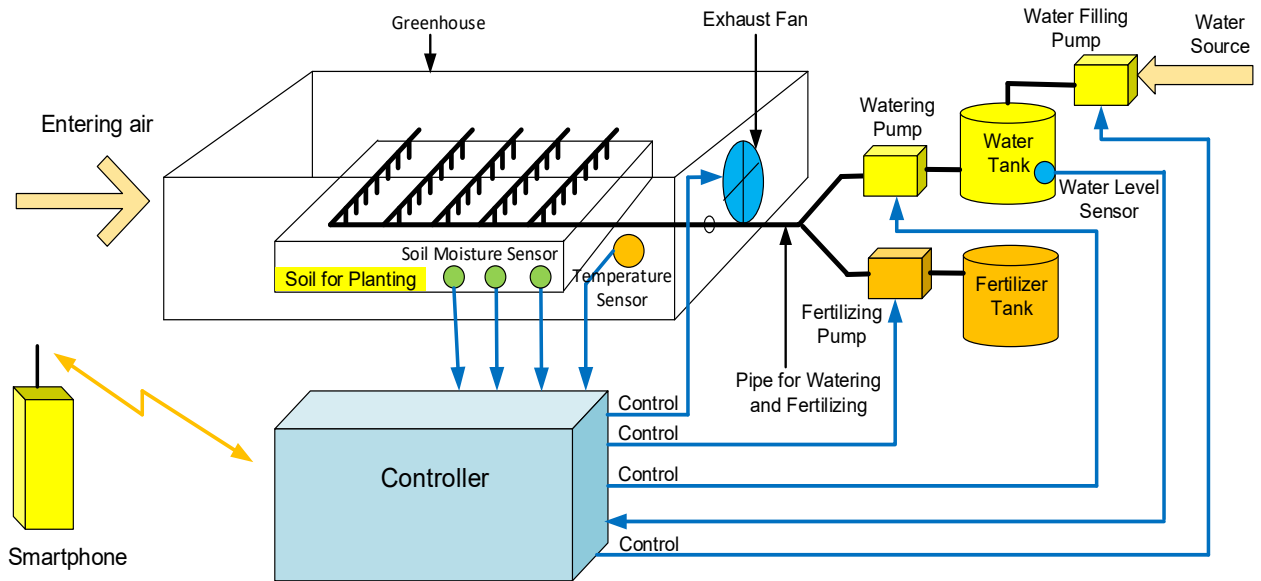 Greenhouse
Exhaust Fan
Water Filling
Pump
Water
Source
Entering air
Watering
Pump
Water
Tank
Water Level
Sensor
Soil Moisture Sensor
Soil for Planting
Temperature
Sensor
Fertilizing
Pump
Fertilizer
Tank
Pipe for Watering
and Fertilizing
Control
Control
Control
Control
Controller
Smartphone